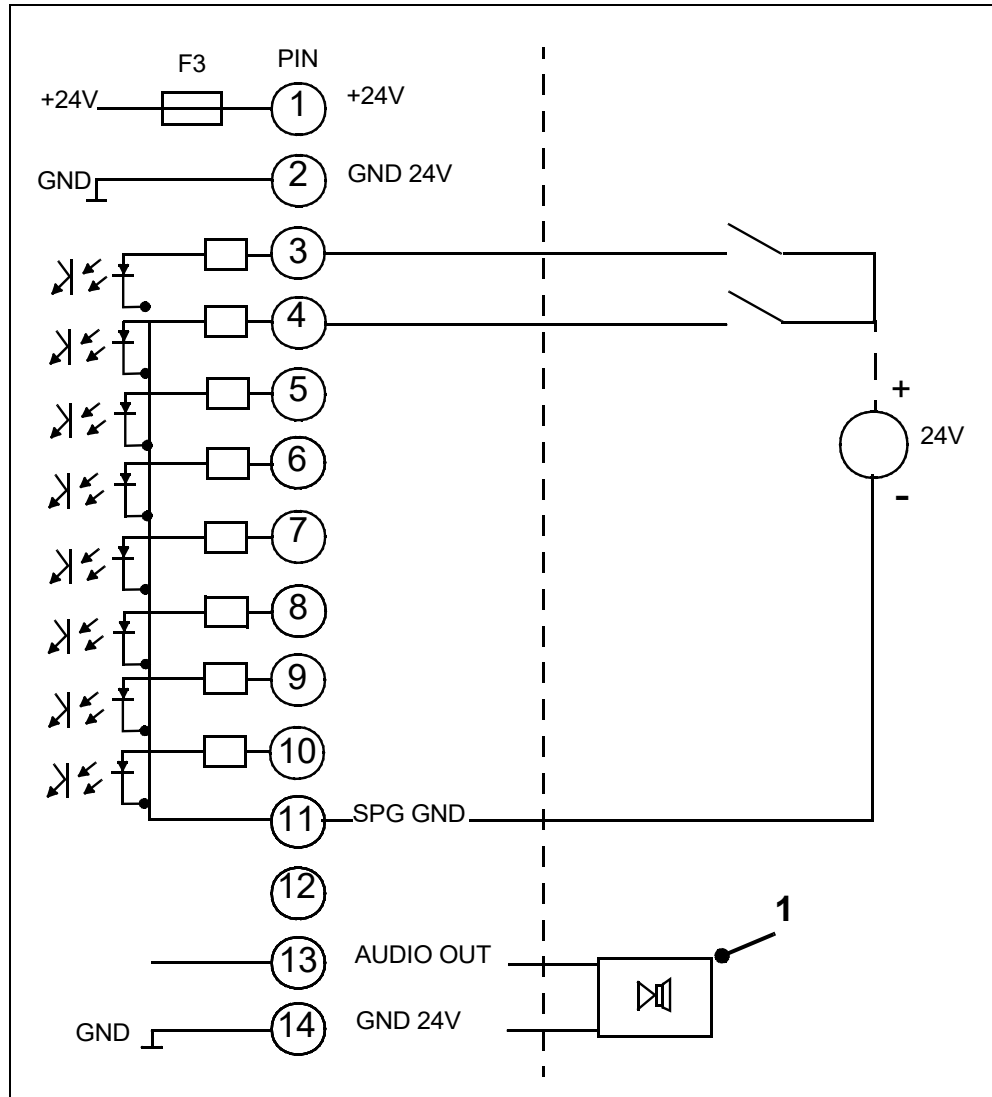 F3 PIN
+24V 1 +24V
GND 2 GND 24V
3
4
5
+
6 24V
-
7
8
9
10
11 SPG GND
12
1
13 AUDIO OUT
GND 14 GND 24V